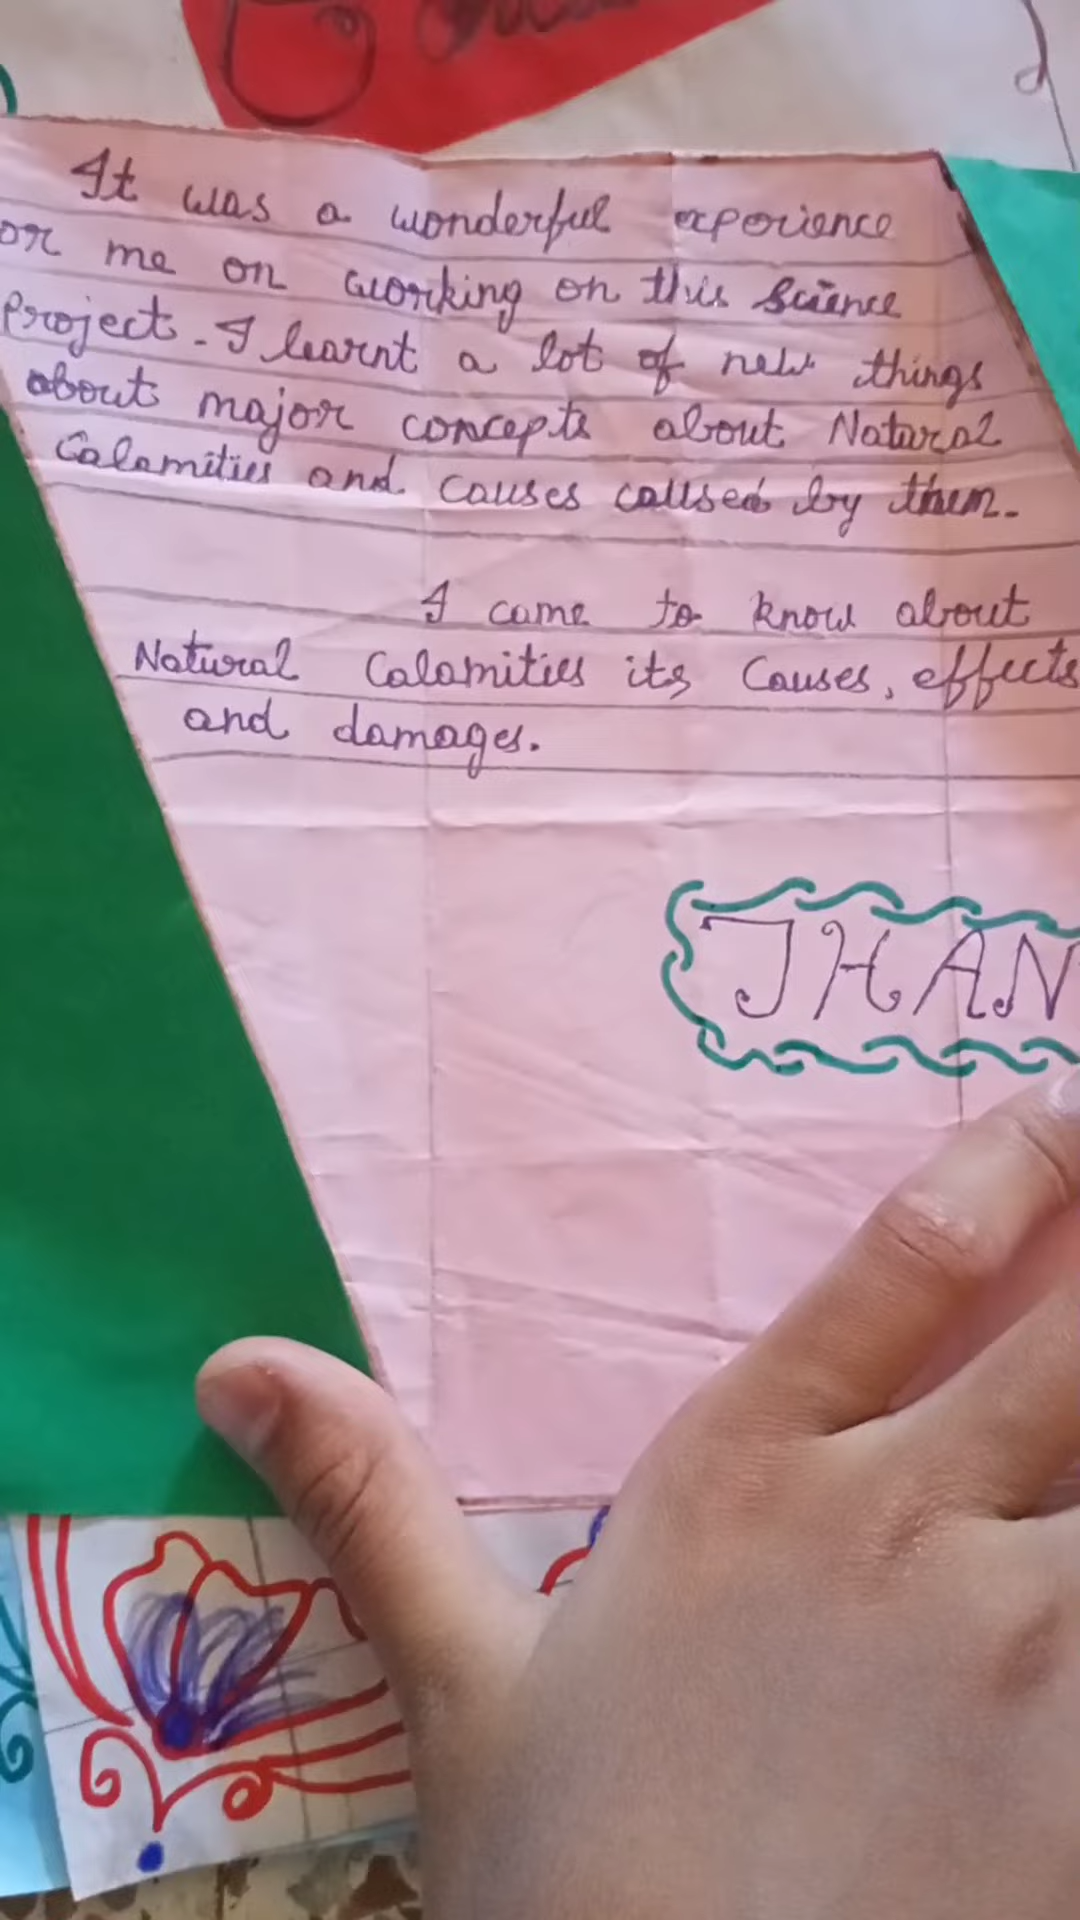 It was a wonderful experience
or me on working on this science
Project. I learnt a lot of new things
about major concepts about Natural
Calamities and causes caused by them.
I came to know about
Natural Calamities its Causes, effects
and damages.
THAN